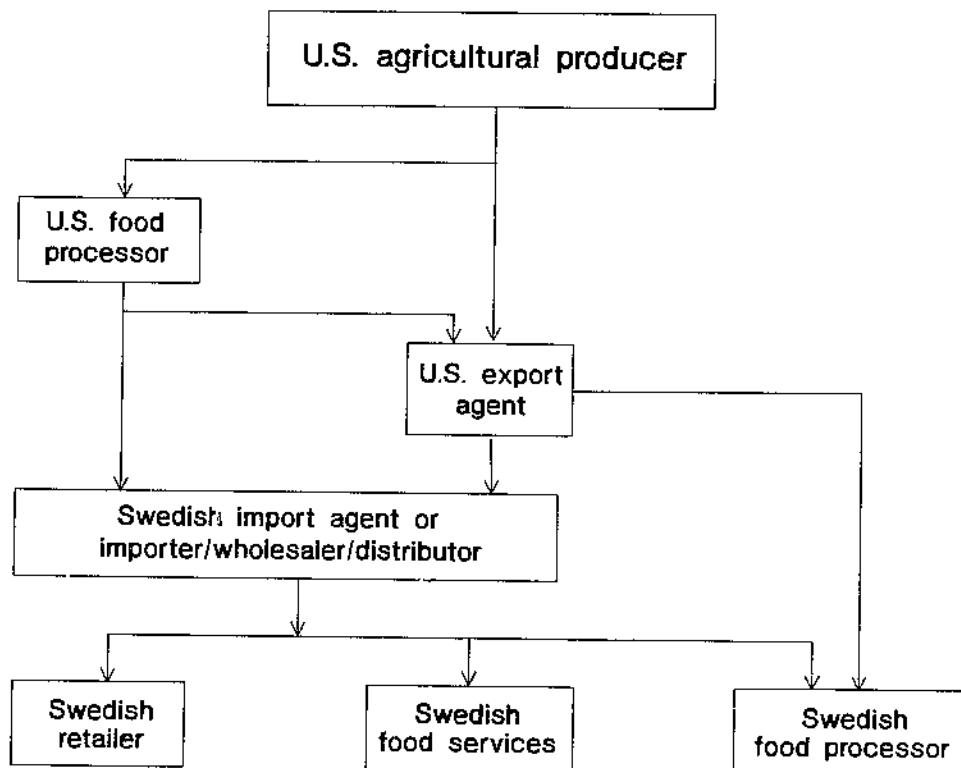 U.S. agricultural producer
U.S. food
processor
U.S. export
agent
Swedish import agent or
importer/wholesaler/distributor
Swedish
retailer
Swedish
food services
Swedish
food processor